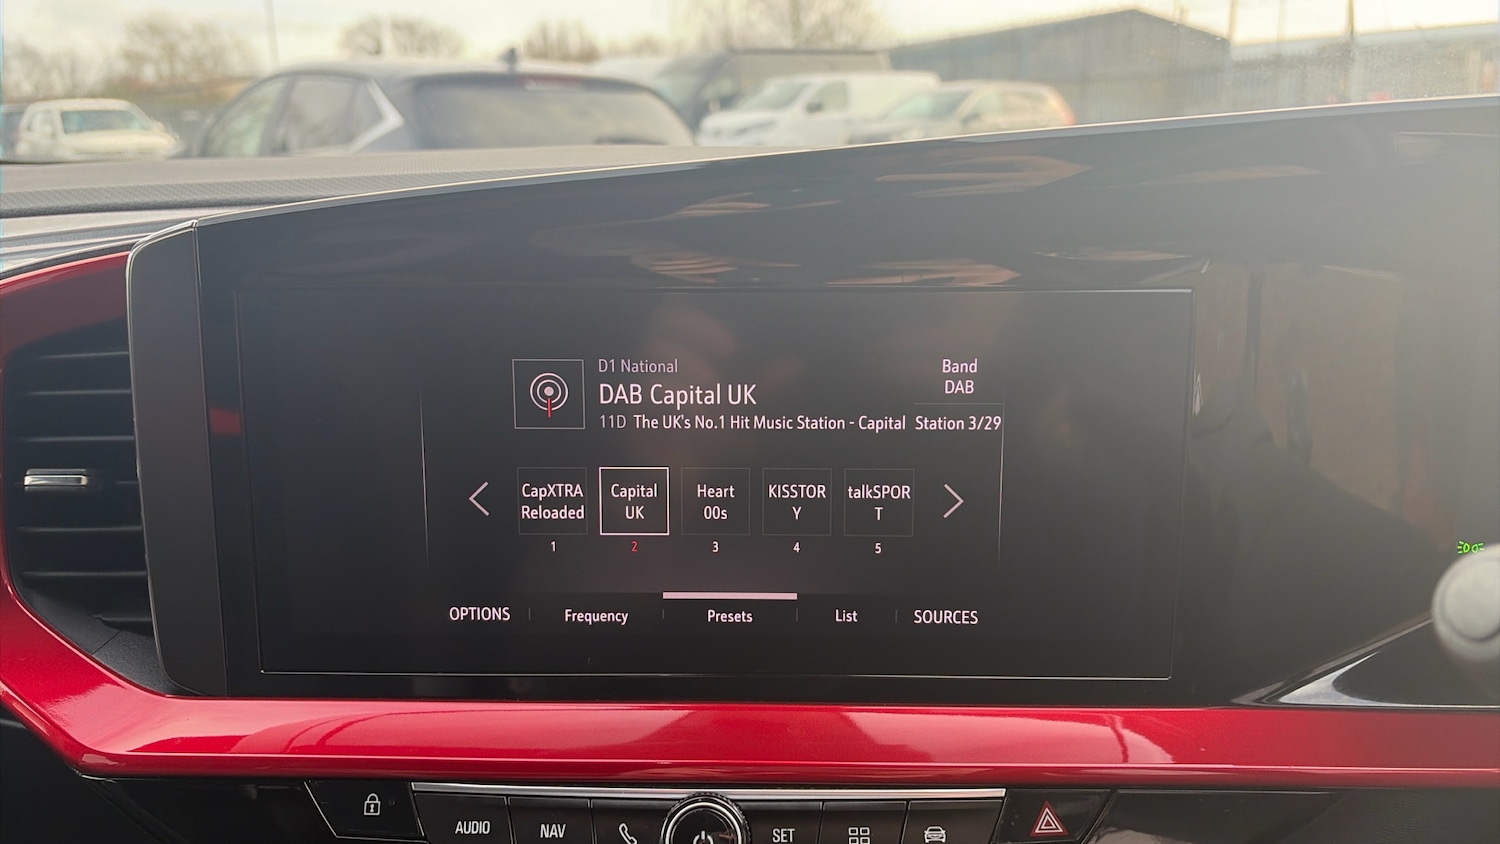 D1 National
Band
DAB Capital UK
DAB
11D The UK's No.1 Hit Music Station - Capital
Station 3/29
CapXTRA
Reloaded
Capital
UK
Heart
00s
KISSTOR
Y
talkSPOR
T
1
2
3
4
5
OPTIONS
Frequency
Presets
List
SOURCES
AUDIO
NAV
SET